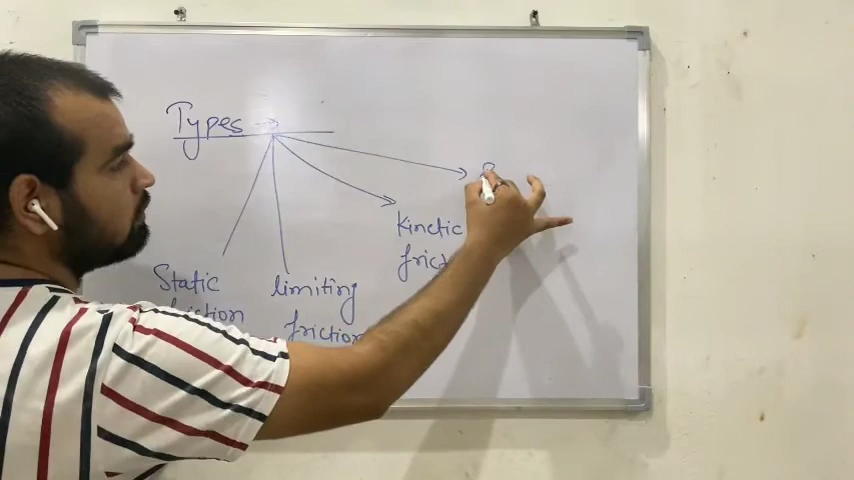 Types →
Kinetic
Static
limiting
friction